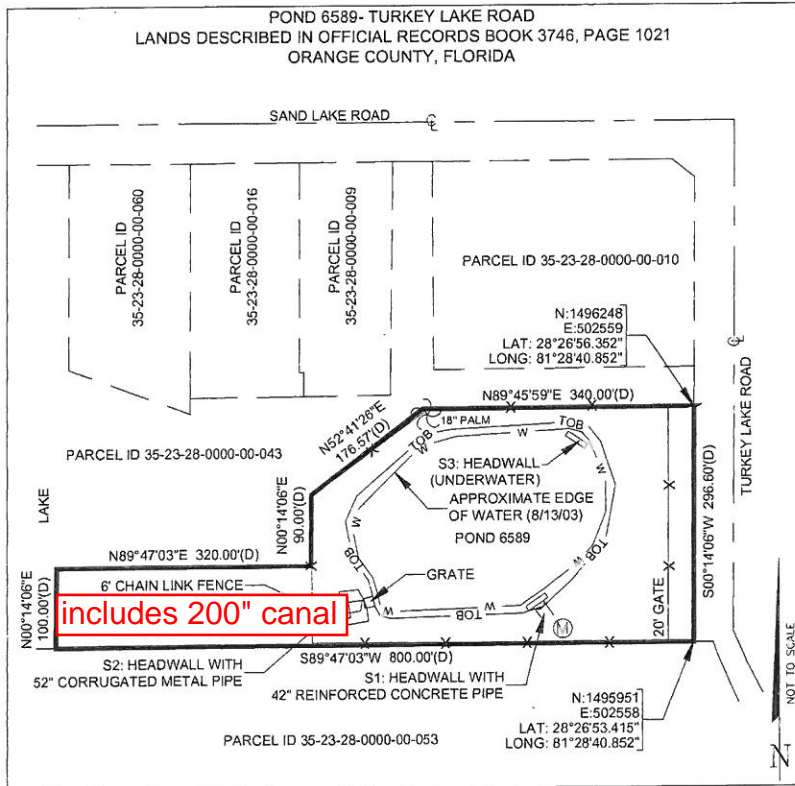 POND 6589- TURKEY LAKE ROAD
LANDS DESCRIBED IN OFFICIAL RECORDS BOOK 3746, PAGE 1021
ORANGE COUNTY, FLORIDA
SAND LAKE ROAD
PARCEL ID
35-23-28-0000-00-060
PARCEL ID
35-23-28-0000-00-016
PARCEL ID
35-23-28-0000-00-009
PARCEL ID 35-23-28-0000-00-010
N:1496248
E:502559
LAT: 28°26'56.352"
LONG: 81°28'40.852"
TURKEY LAKE ROAD
N89°45'59"E 340.00'(D)
N52°41'26"E
176.57'(D)
18" PALM
TOB
TOB
W
W
W
PARCEL ID 35-23-28-0000-00-043
S3: HEADWALL
(UNDERWATER)
APPROXIMATE EDGE
OF WATER (8/13/03)
POND 6589
LAKE
N00°14'06"E
90.00'(D)
W
TOB
TOB
W
S00°14'06"W 296.60'(D)
N89°47'03"E 320.00'(D)
GRATE
6' CHAIN LINK FENCE
N00°14'06"E
100.00'(D)
includes 200" canal
W
TOB
W
M
20' GATE
S89°47'03"W 800.00'(D)
S2: HEADWALL WITH
52" CORRUGATED METAL PIPE
S1: HEADWALL WITH
42" REINFORCED CONCRETE PIPE
N:1495951
E:502558
LAT: 28°26'53.415"
LONG: 81°28'40.852"
PARCEL ID 35-23-28-0000-00-053
NOT TO SCALE
N